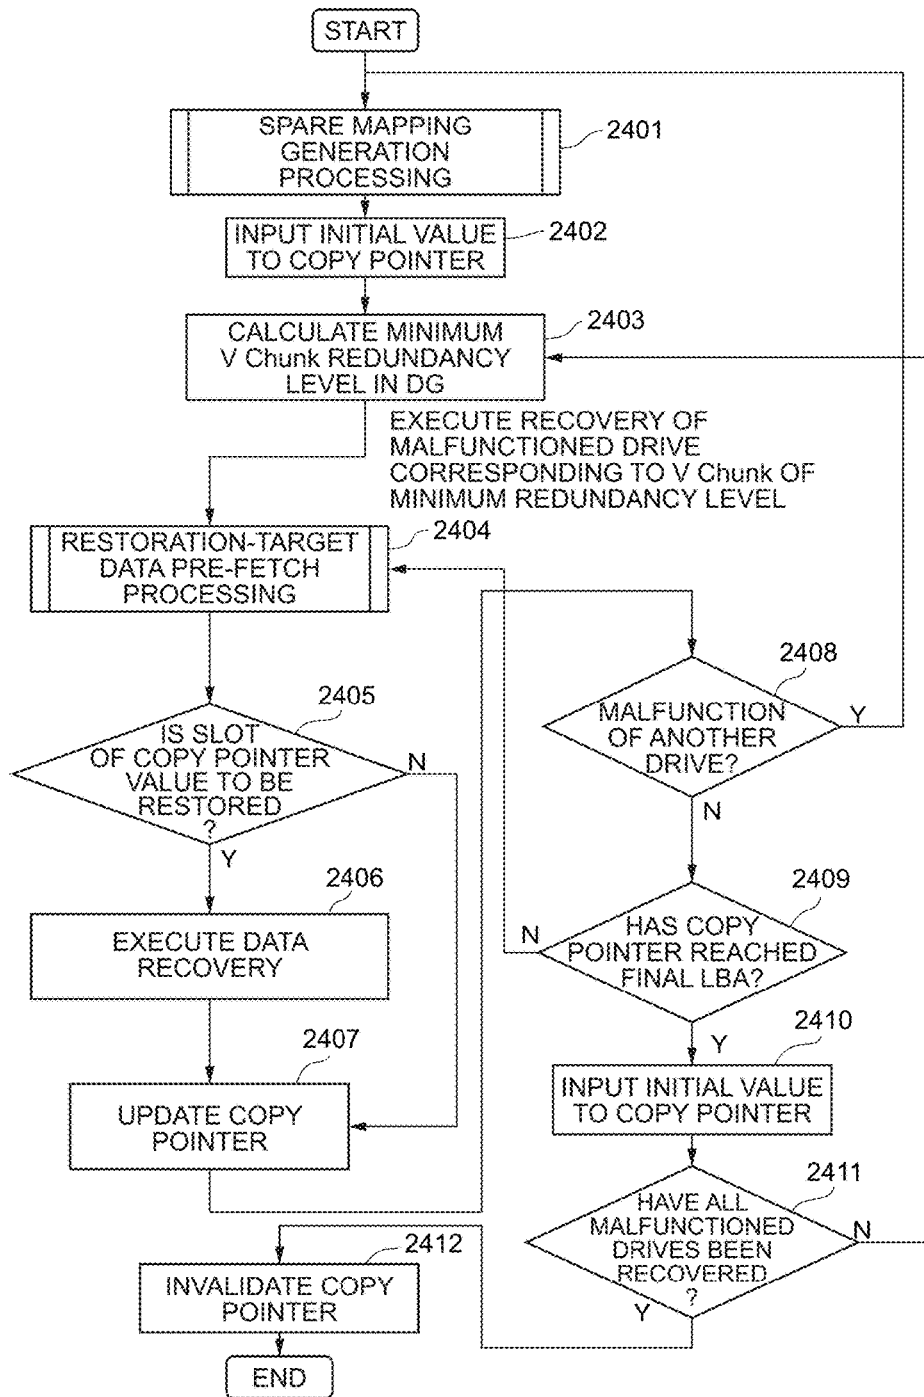 START
SPARE MAPPING
GENERATION
PROCESSING
2401
INPUT INITIAL VALUE
TO COPY POINTER
2402
CALCULATE MINIMUM
V Chunk REDUNDANCY
LEVEL IN DG
2403
EXECUTE RECOVERY OF
MALFUNCTIONED DRIVE
CORRESPONDING TO V Chunk OF
MINIMUM REDUNDANCY LEVEL
RESTORATION-TARGET
DATA PRE-FETCH
PROCESSING
2404
IS SLOT
OF COPY POINTER
VALUE TO BE
RESTORED
?
2405
N
Y
EXECUTE DATA
RECOVERY
2406
UPDATE COPY
POINTER
2407
MALFUNCTION
OF ANOTHER
DRIVE?
2408
Y
N
HAS COPY
POINTER REACHED
FINAL LBA?
2409
N
Y
INPUT INITIAL VALUE
TO COPY POINTER
2410
HAVE ALL
MALFUNCTIONED
DRIVES BEEN
RECOVERED
?
2411
N
Y
INVALIDATE COPY
POINTER
2412
END